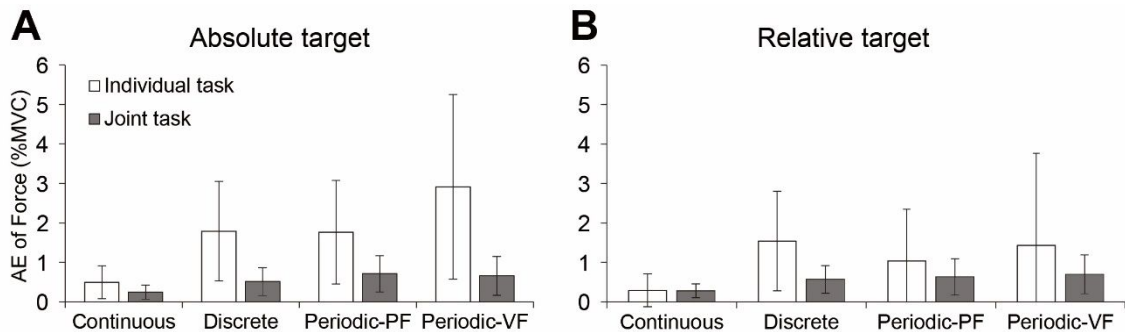 A
Absolute target
AE of Force (%MVC)
6
5
4
3
2
1
0
Individual task
Joint task
Continuous Discrete Periodic-PF Periodic-VF
B
Relative target
6
5
4
3
2
1
0
Continuous Discrete Periodic-PF Periodic-VF